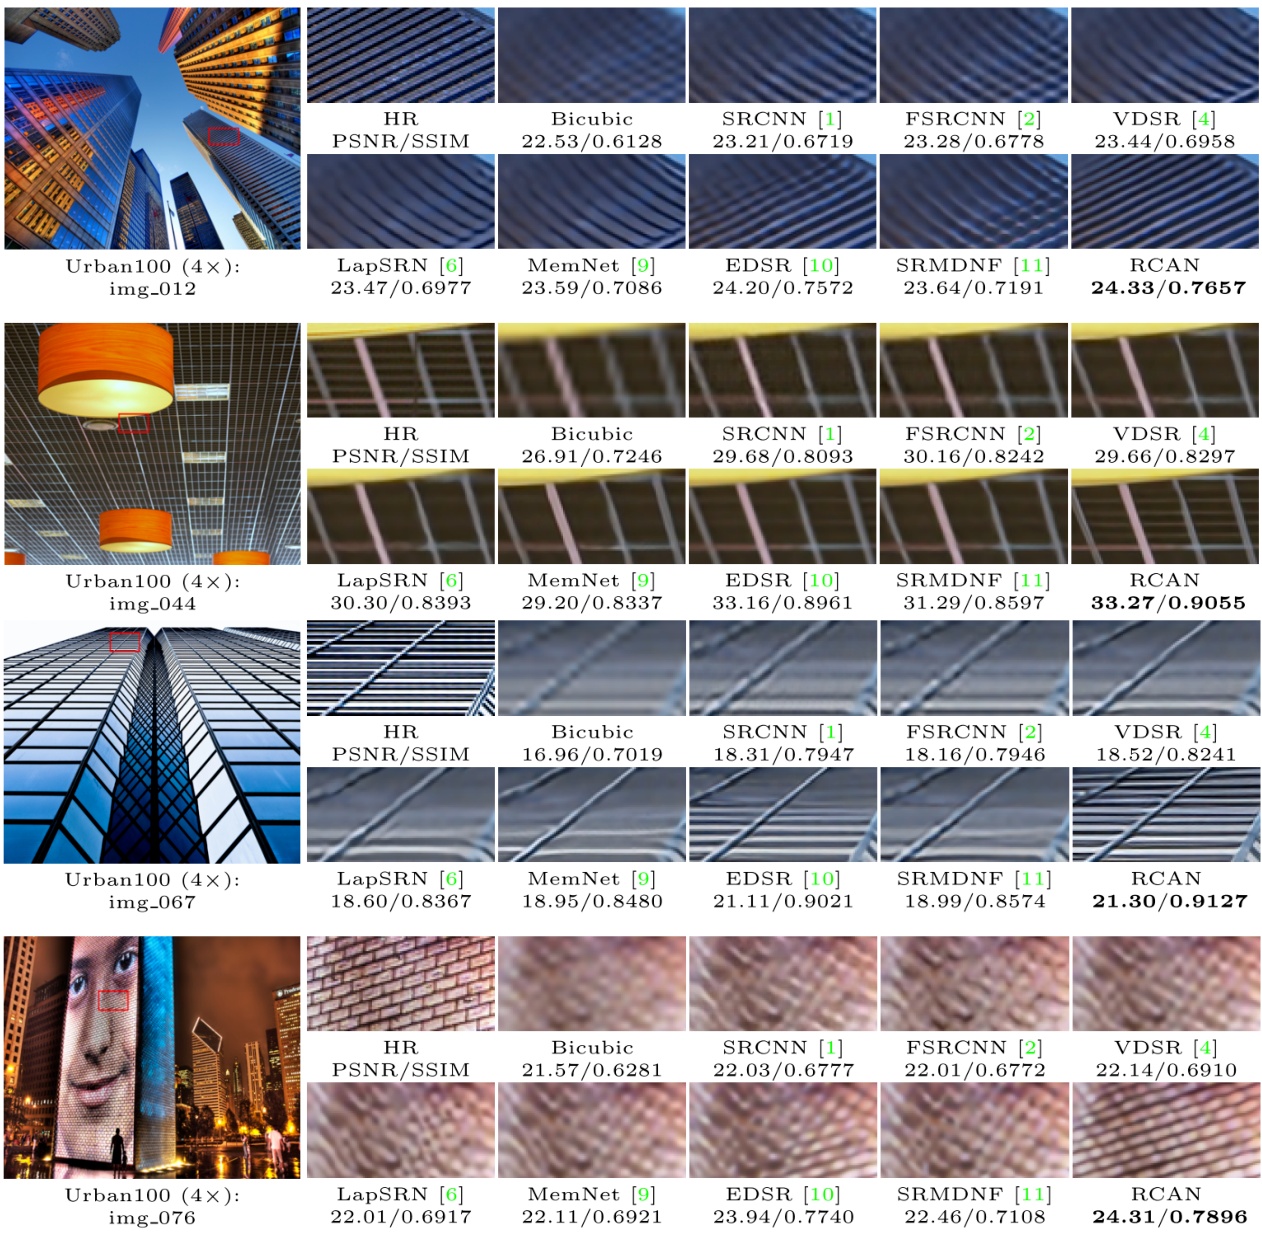 HR Bicubic SRCNN [1] FSRCNN [2] VDSR [4]
PSNR/SSIM 22.53/0.6128 23.21/0.6719 23.28/0.6778 23.44/0.6958
Urban100 (4×): LapSRN [6] MemNet [9] EDSR [10] SRMDNF [11] RCAN
img_012 23.47/0.6977 23.59/0.7086 24.20/0.7572 23.64/0.7191 24.33/0.7657
HR Bicubic SRCNN [1] FSRCNN [2] VDSR [4]
PSNR/SSIM 26.91/0.7246 29.68/0.8093 30.16/0.8242 29.66/0.8297
Urban100 (4×): LapSRN [6] MemNet [9] EDSR [10] SRMDNF [11] RCAN
img_044 30.30/0.8393 29.20/0.8337 33.16/0.8961 31.29/0.8597 33.27/0.9055
HR Bicubic SRCNN [1] FSRCNN [2] VDSR [4]
PSNR/SSIM 16.96/0.7019 18.31/0.7947 18.16/0.7946 18.52/0.8241
Urban100 (4×): LapSRN [6] MemNet [9] EDSR [10] SRMDNF [11] RCAN
img_067 18.60/0.8367 18.95/0.8480 21.11/0.9021 18.99/0.8574 21.30/0.9127
HR Bicubic SRCNN [1] FSRCNN [2] VDSR [4]
PSNR/SSIM 21.57/0.6281 22.03/0.6777 22.01/0.6772 22.14/0.6910
Urban100 (4×): LapSRN [6] MemNet [9] EDSR [10] SRMDNF [11] RCAN
img_076 22.01/0.6917 22.11/0.6921 23.94/0.7740 22.46/0.7108 24.31/0.7896